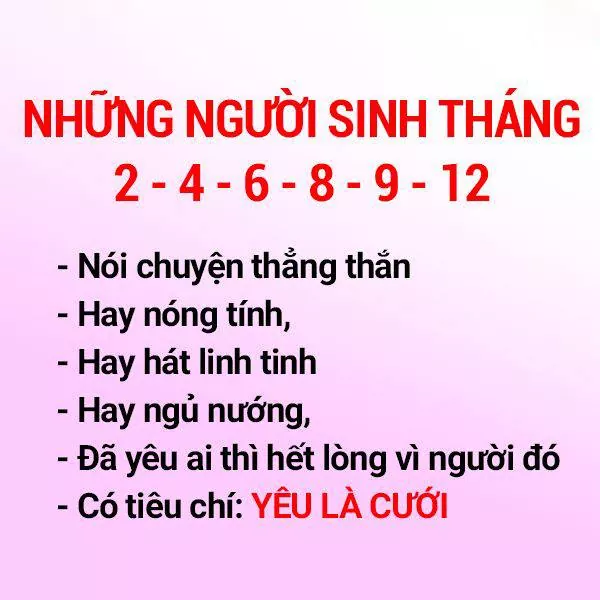 NHỮNG NGƯỜI SINH THÁNG
2 - 4 - 6 - 8 - 9 - 12
- Nói chuyện thẳng thắn
- Hay nóng tính,
- Hay hát linh tinh
- Hay ngủ nướng,
- Đã yêu ai thì hết lòng vì người đó
- Có tiêu chí: YÊU LÀ CƯỚI